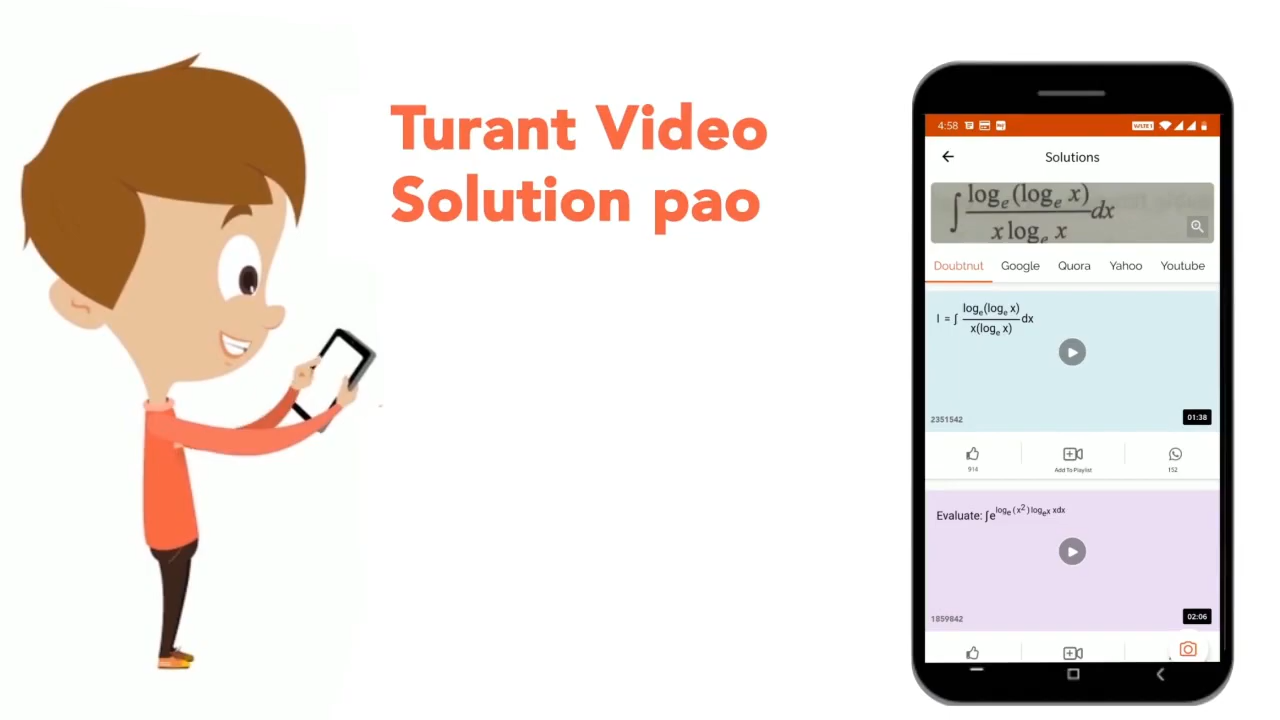 Turant Video
Solution pao
4:58
VoLTE1
Solutions
∫ logₑ(logₑ x) / x logₑ x dx
Doubtnut Google Quora Yahoo Youtube
I = ∫ logₑ(logₑ x) / x(logₑ x) dx
2351542 01:38
914 Add To Playlist 152
Evaluate: ∫e^logₑ(x²)logₑx xdx
1859842 02:06